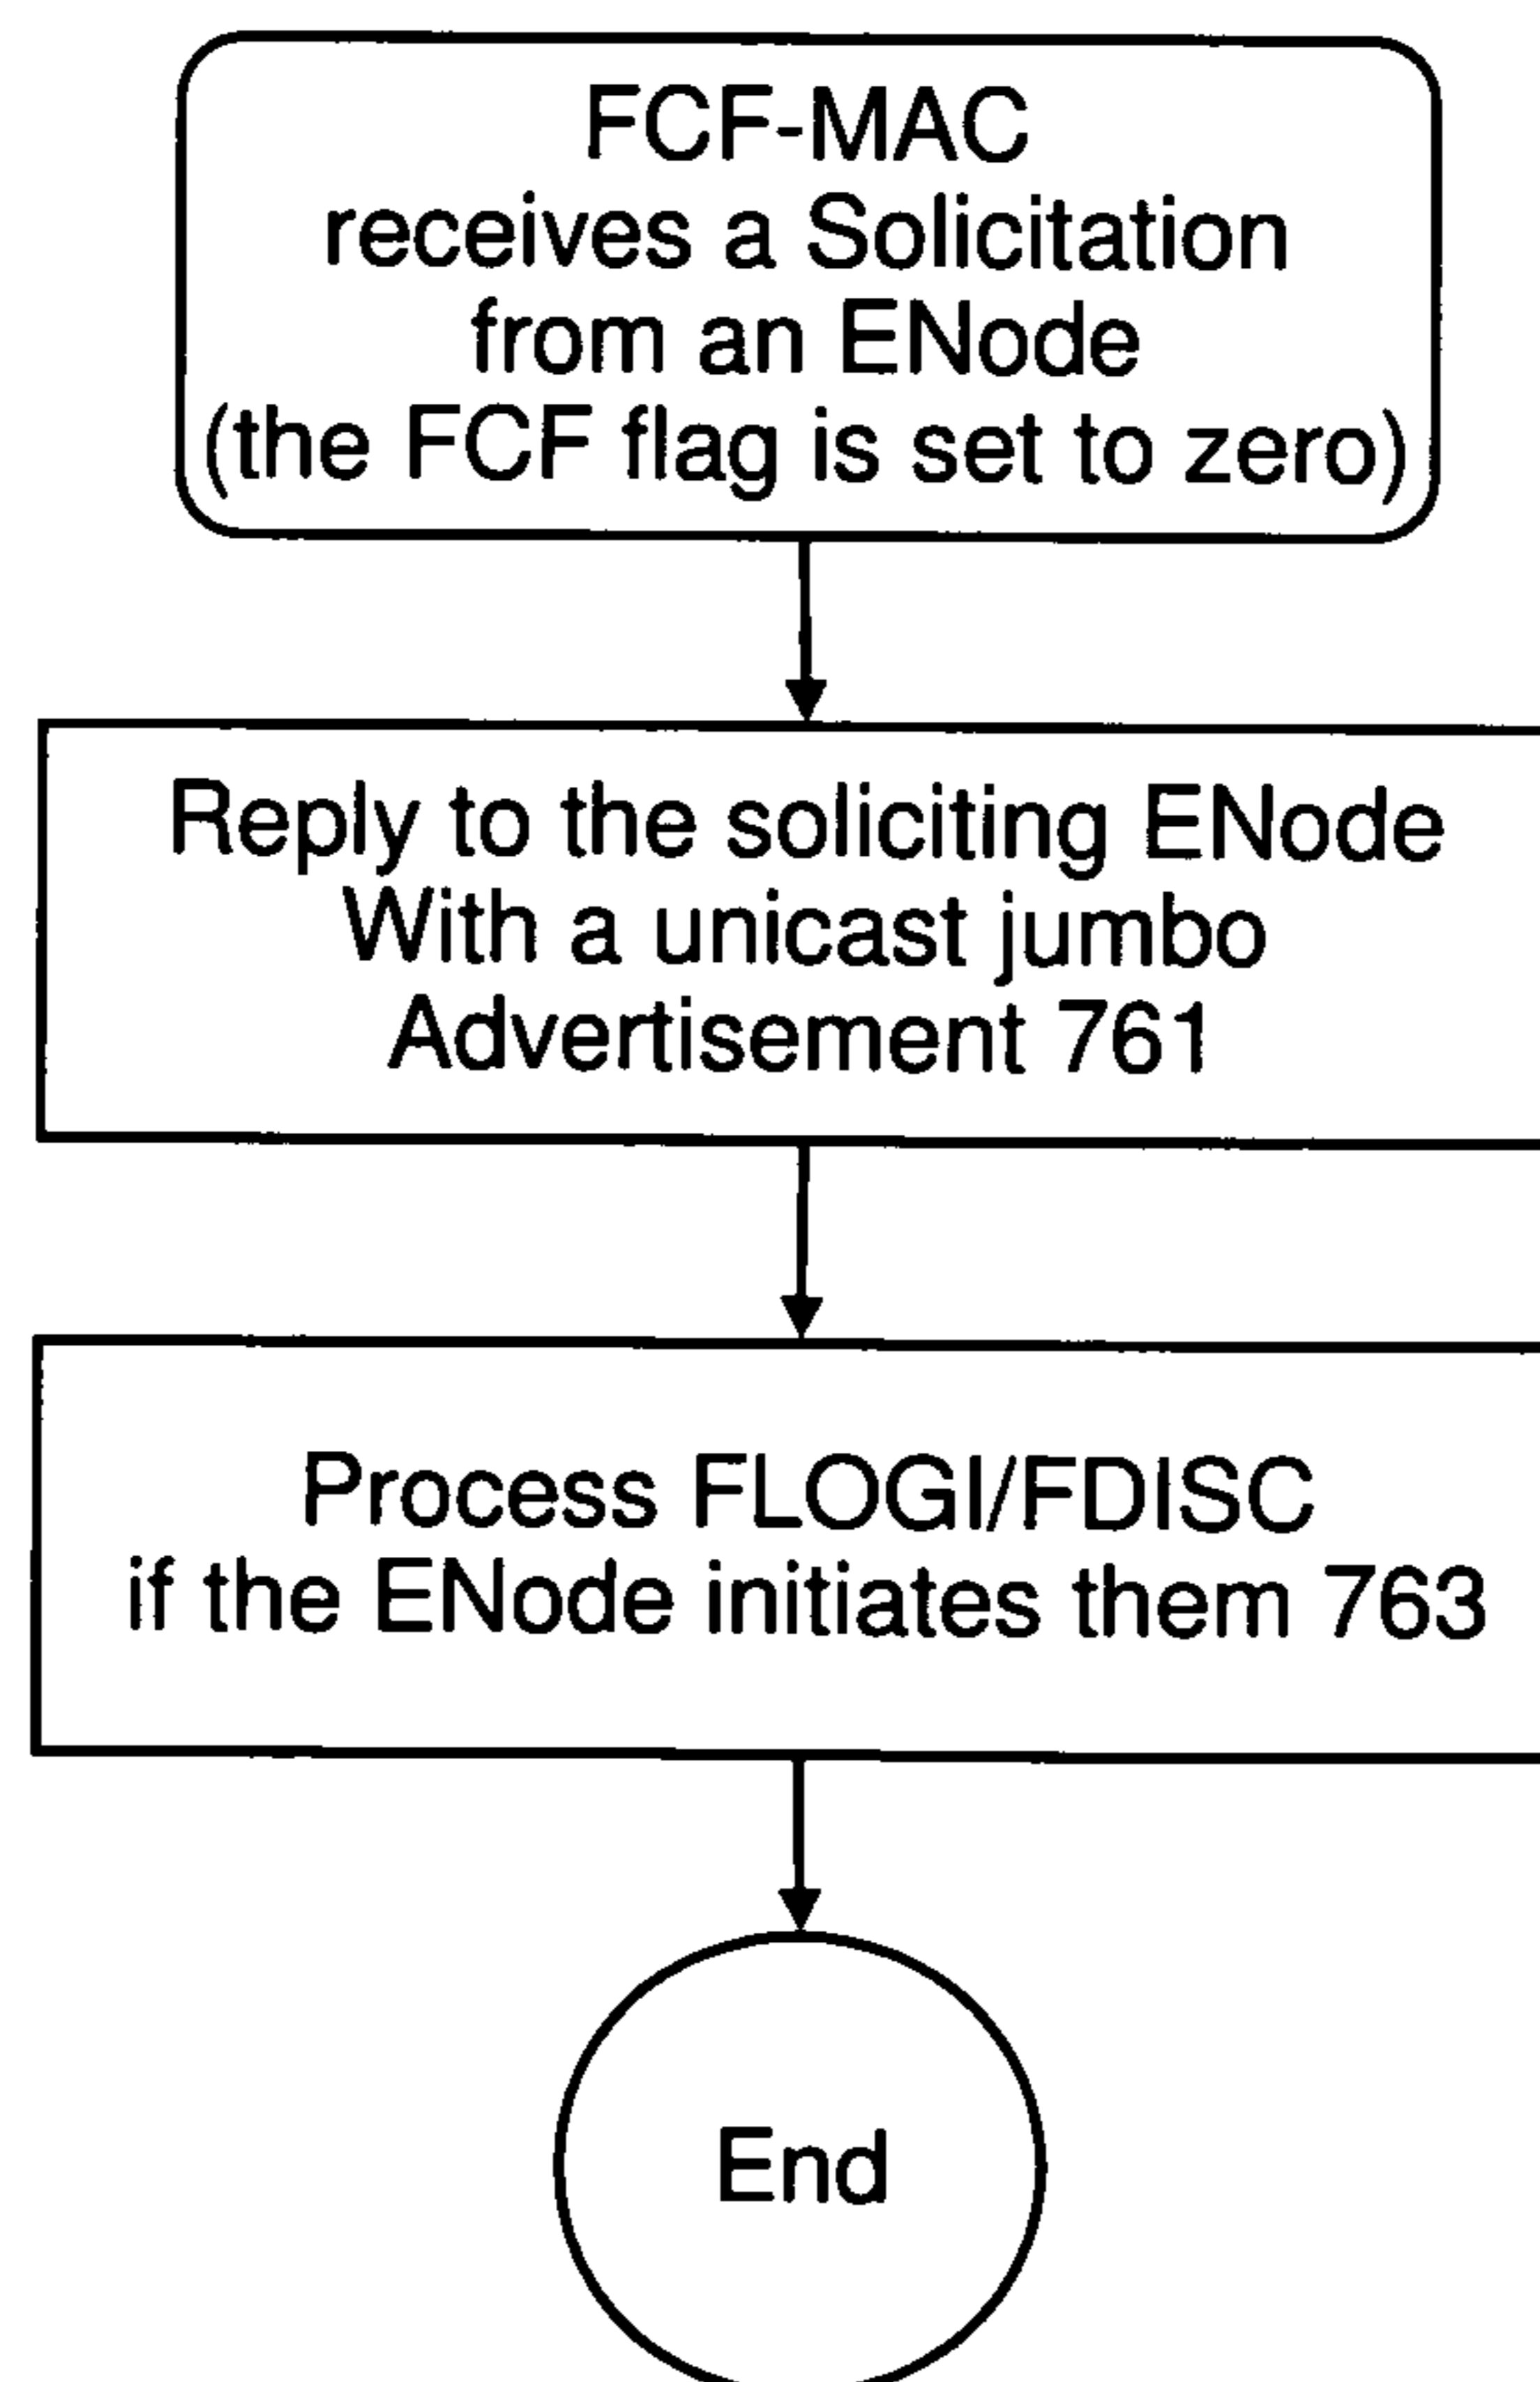 FCF-MAC
receives a Solicitation
from an ENode
(the FCF flag is set to zero)
Reply to the soliciting ENode
With a unicast jumbo
Advertisement 761
Process FLOGI/FDISC
if the ENode initiates them 763
End